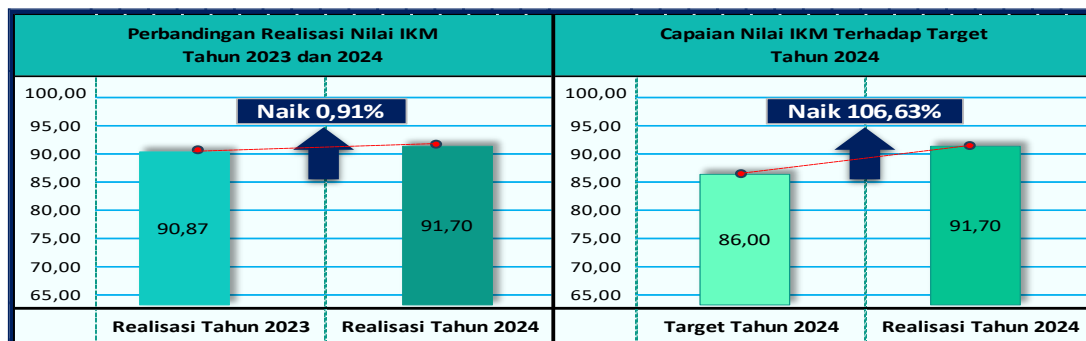 Perbandingan Realisasi Nilai IKM
Tahun 2023 dan 2024
100,00
95,00
90,00
85,00
80,00
75,00
70,00
65,00
Naik 0,91%
90,87
91,70
Realisasi Tahun 2023
Realisasi Tahun 2024
Capaian Nilai IKM Terhadap Target
Tahun 2024
100,00
95,00
90,00
85,00
80,00
75,00
70,00
65,00
Naik 106,63%
86,00
91,70
Target Tahun 2024
Realisasi Tahun 2024